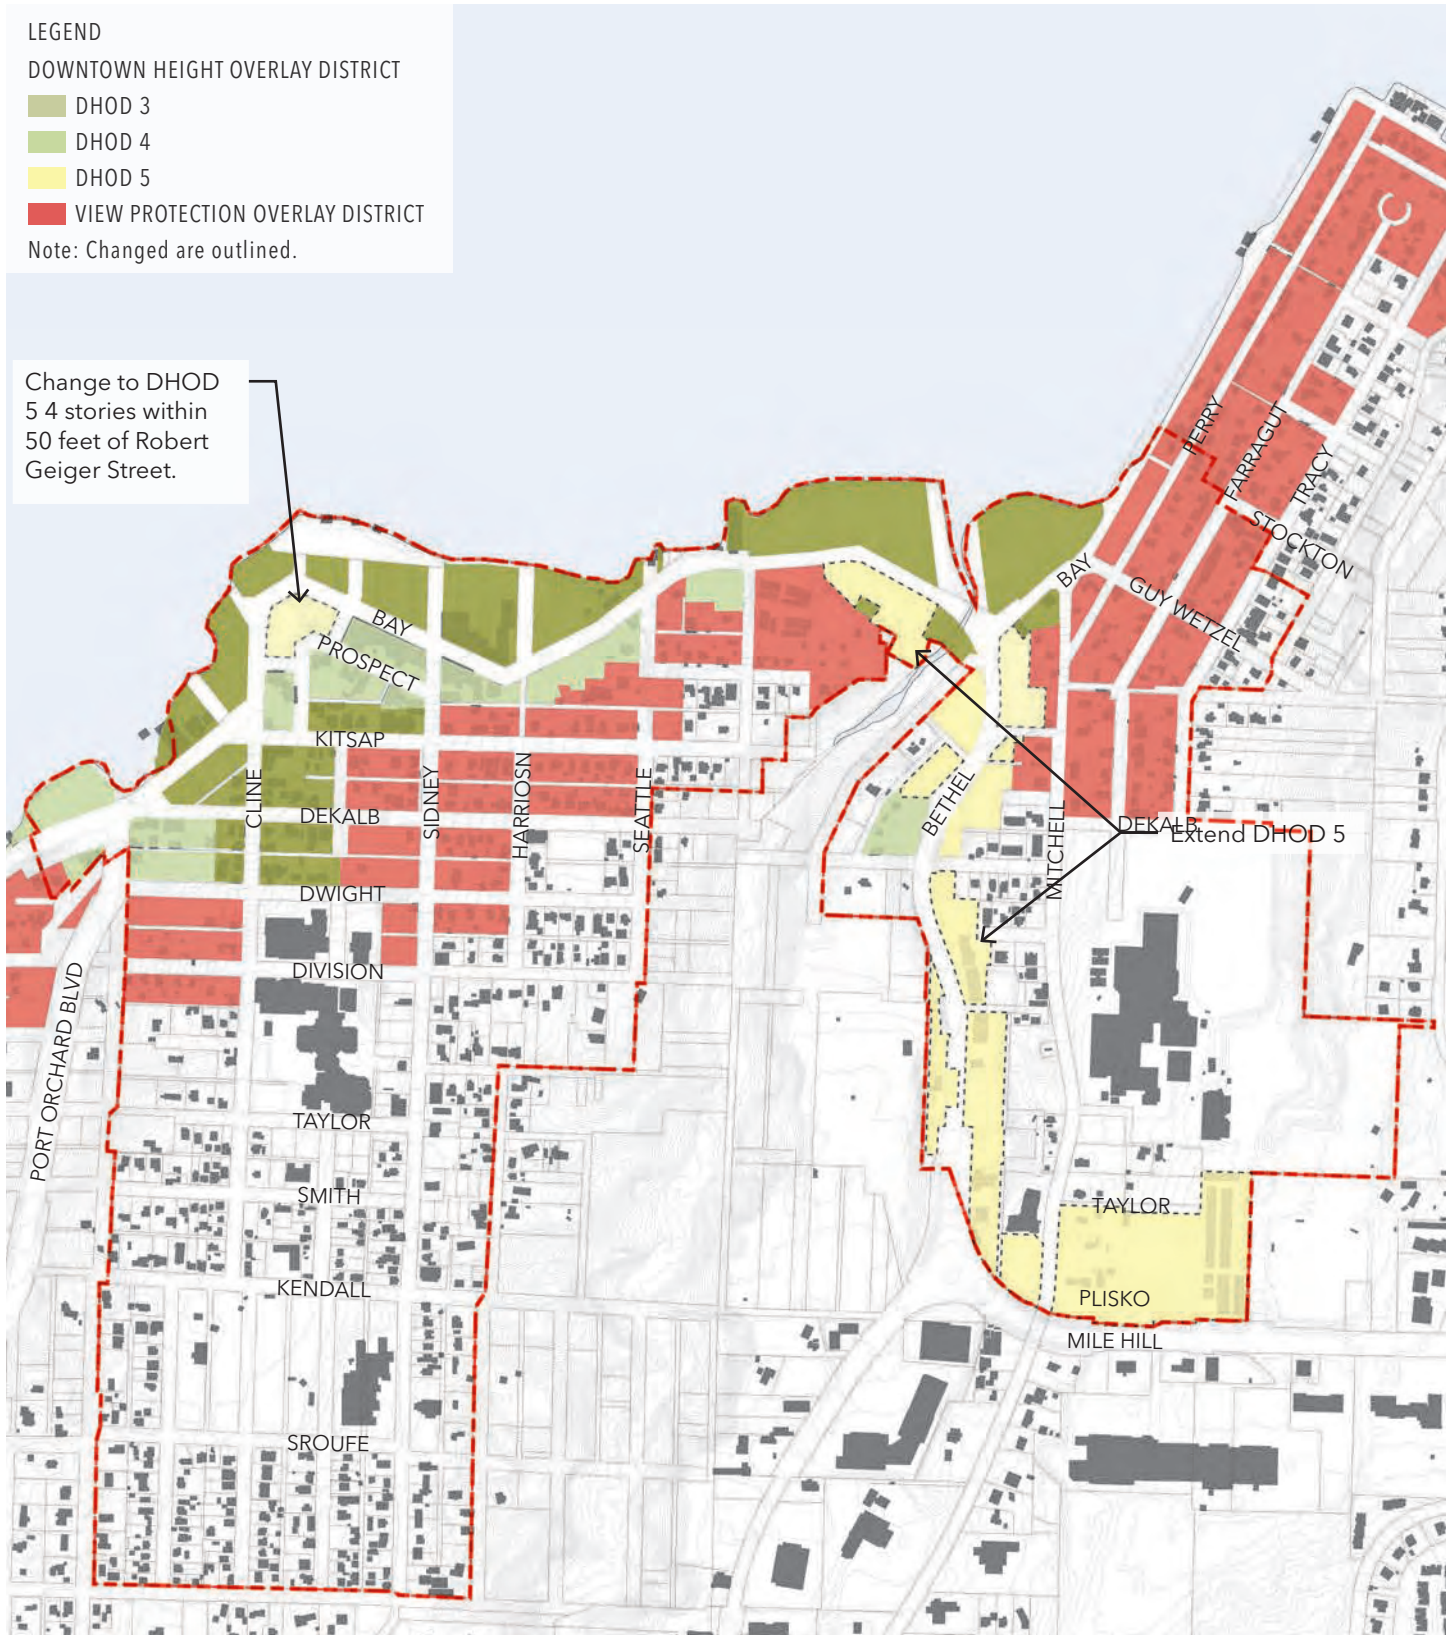 LEGEND
DOWNTOWN HEIGHT OVERLAY DISTRICT
DHOD 3
DHOD 4
DHOD 5
VIEW PROTECTION OVERLAY DISTRICT
Note: Changed are outlined.
Change to DHOD
5 4 stories within
50 feet of Robert
Geiger Street.
PERRY
FARRAGUT
TRACY
STOCKTON
BAY
GUY WETZEL
BAY
PROSPECT
KITSAP
CLINE
SIDNEY
HARRIOSN
SEATTLE
DEKALB
BETHEL
MITCHELL
DEKALB
Extend DHOD 5
DWIGHT
DIVISION
PORT ORCHARD BLVD
TAYLOR
SMITH
TAYLOR
KENDALL
PLISKO
MILE HILL
SROUFE